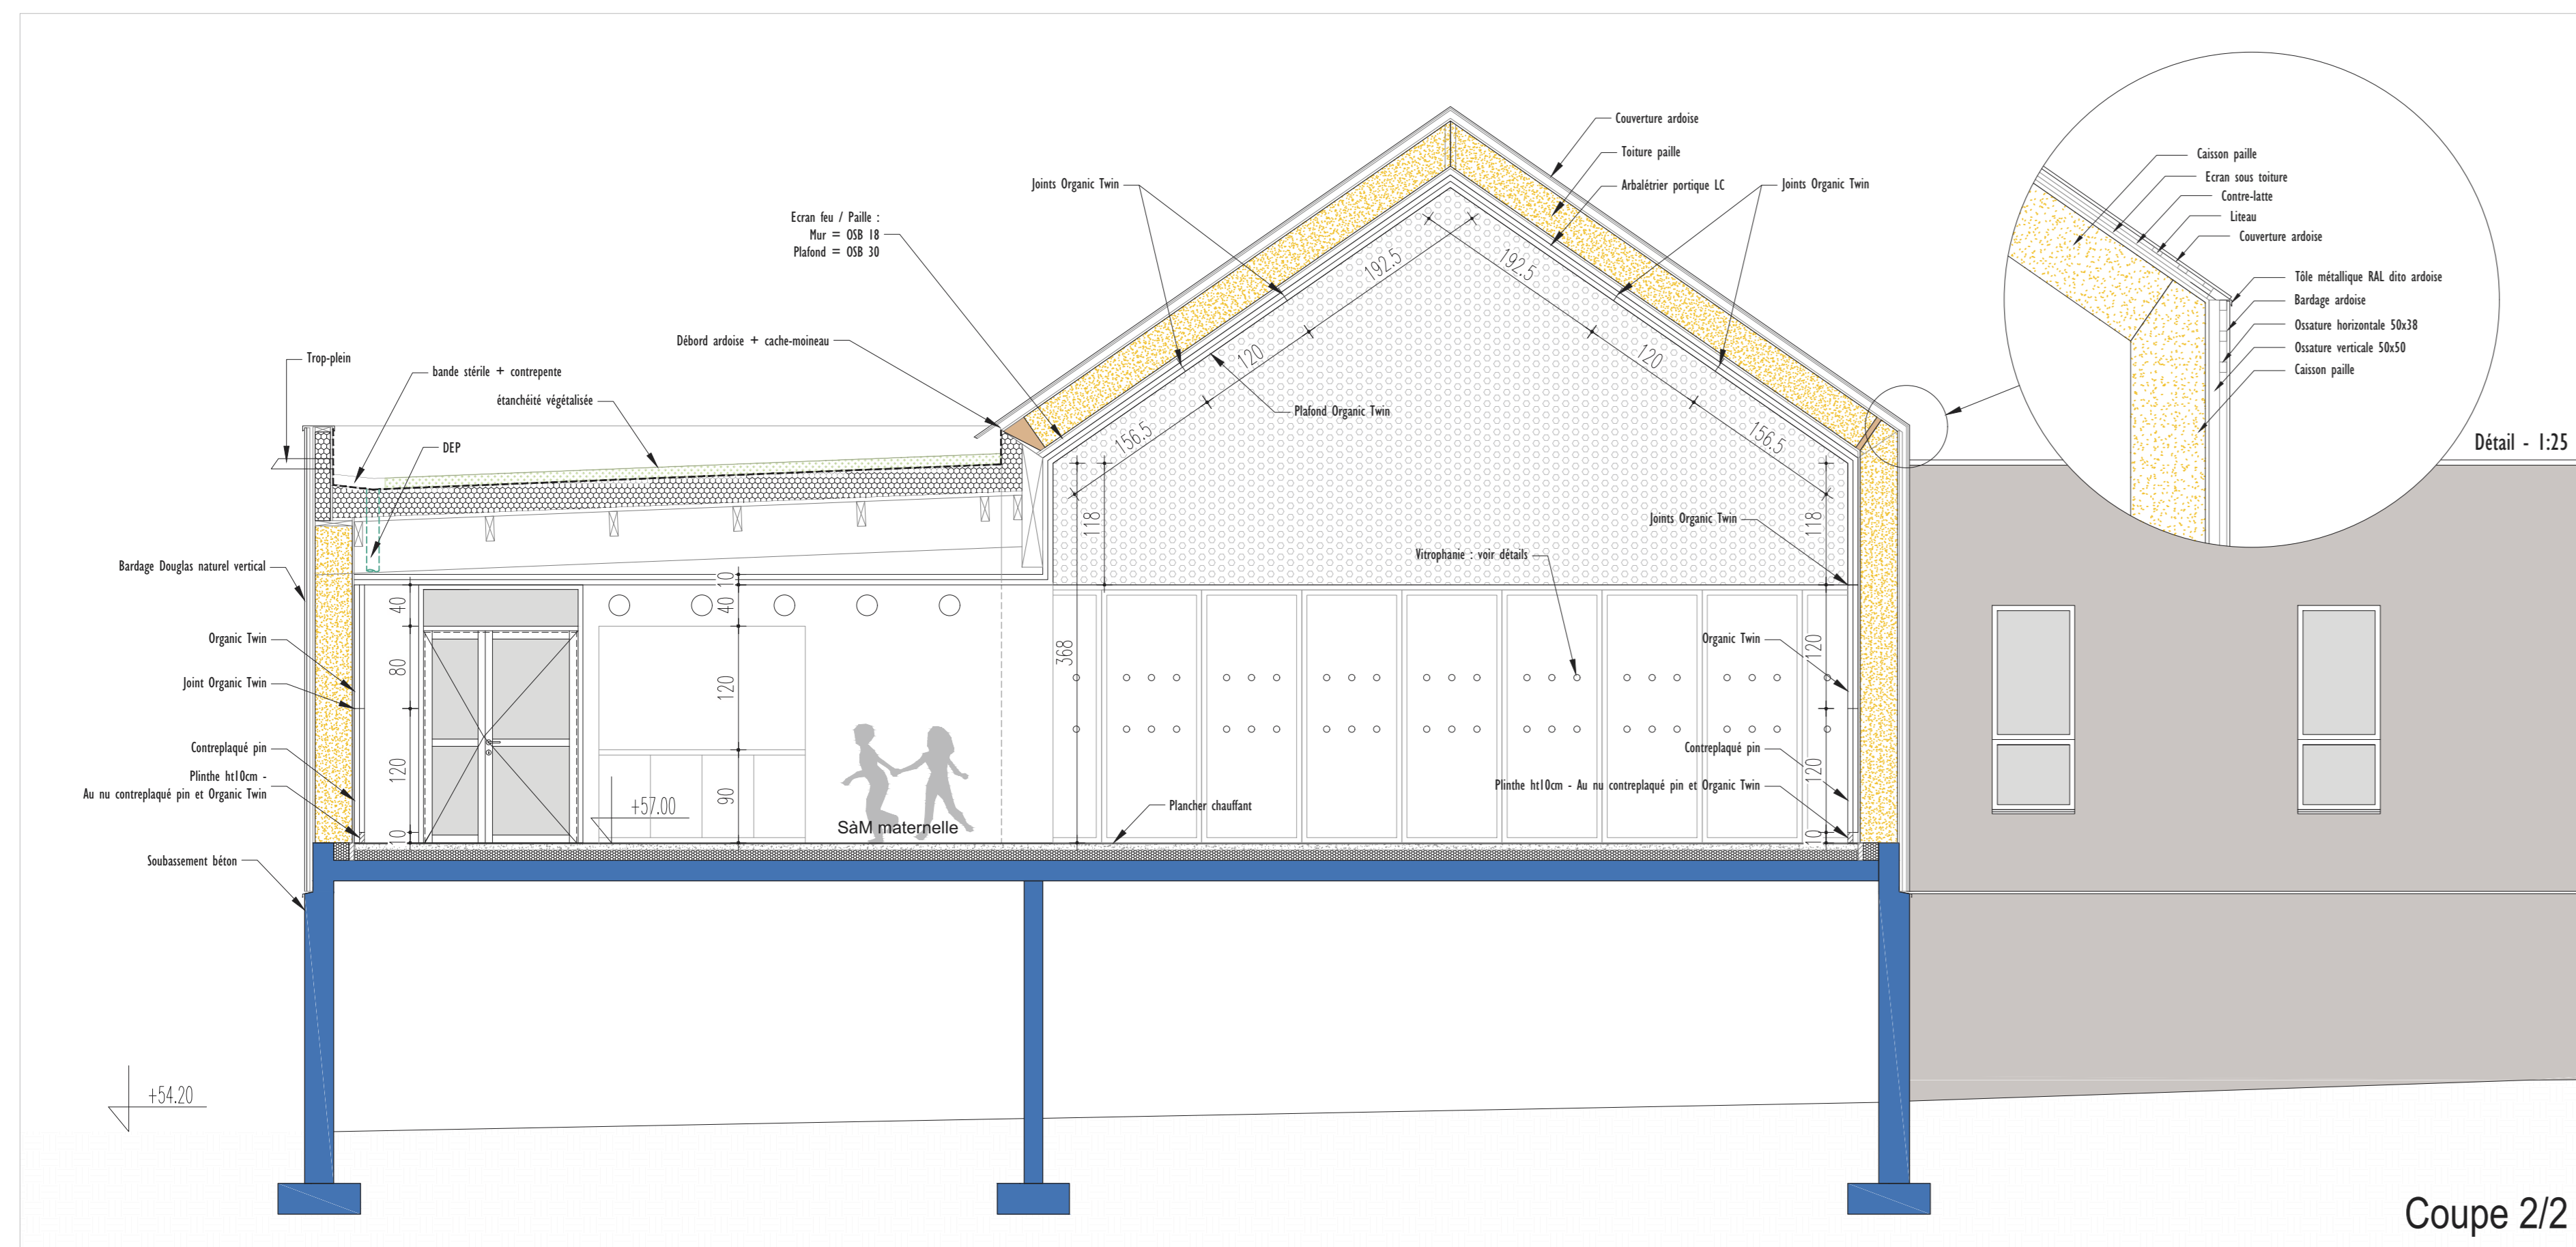 Couverture ardoise
Toiture paille
Arbalétrier portique LC
Joints Organic Twin
Joints Organic Twin
Ecran feu / Paille :
Mur = OSB 18
Plafond = OSB 30
Caisson paille
Ecran sous toiture
Contre-latte
Liteau
Couverture ardoise
Tôle métallique RAL dito ardoise
Bardage ardoise
Ossature horizontale 50x38
Ossature verticale 50x50
Caisson paille
Détail - 1:25
192.5
192.5
Débord ardoise + cache-moineau
Trop-plein
bande stérile + contrepente
étanchéité végétalisée
DEP
120
120
Plafond Organic Twin
156.5
156.5
118
118
Joints Organic Twin
Vitrophanie : voir détails
Bardage Douglas naturel vertical
10
40
40
Organic Twin
Organic Twin
368
120
80
120
Joint Organic Twin
Contreplaqué pin
Contreplaqué pin
120
120
Plinthe ht10cm -
Au nu contreplaqué pin et Organic Twin
Plinthe ht10cm - Au nu contreplaqué pin et Organic Twin
90
+57.00
Plancher chauffant
SàM maternelle
10
10
Soubassement béton
+54.20
Coupe 2/2